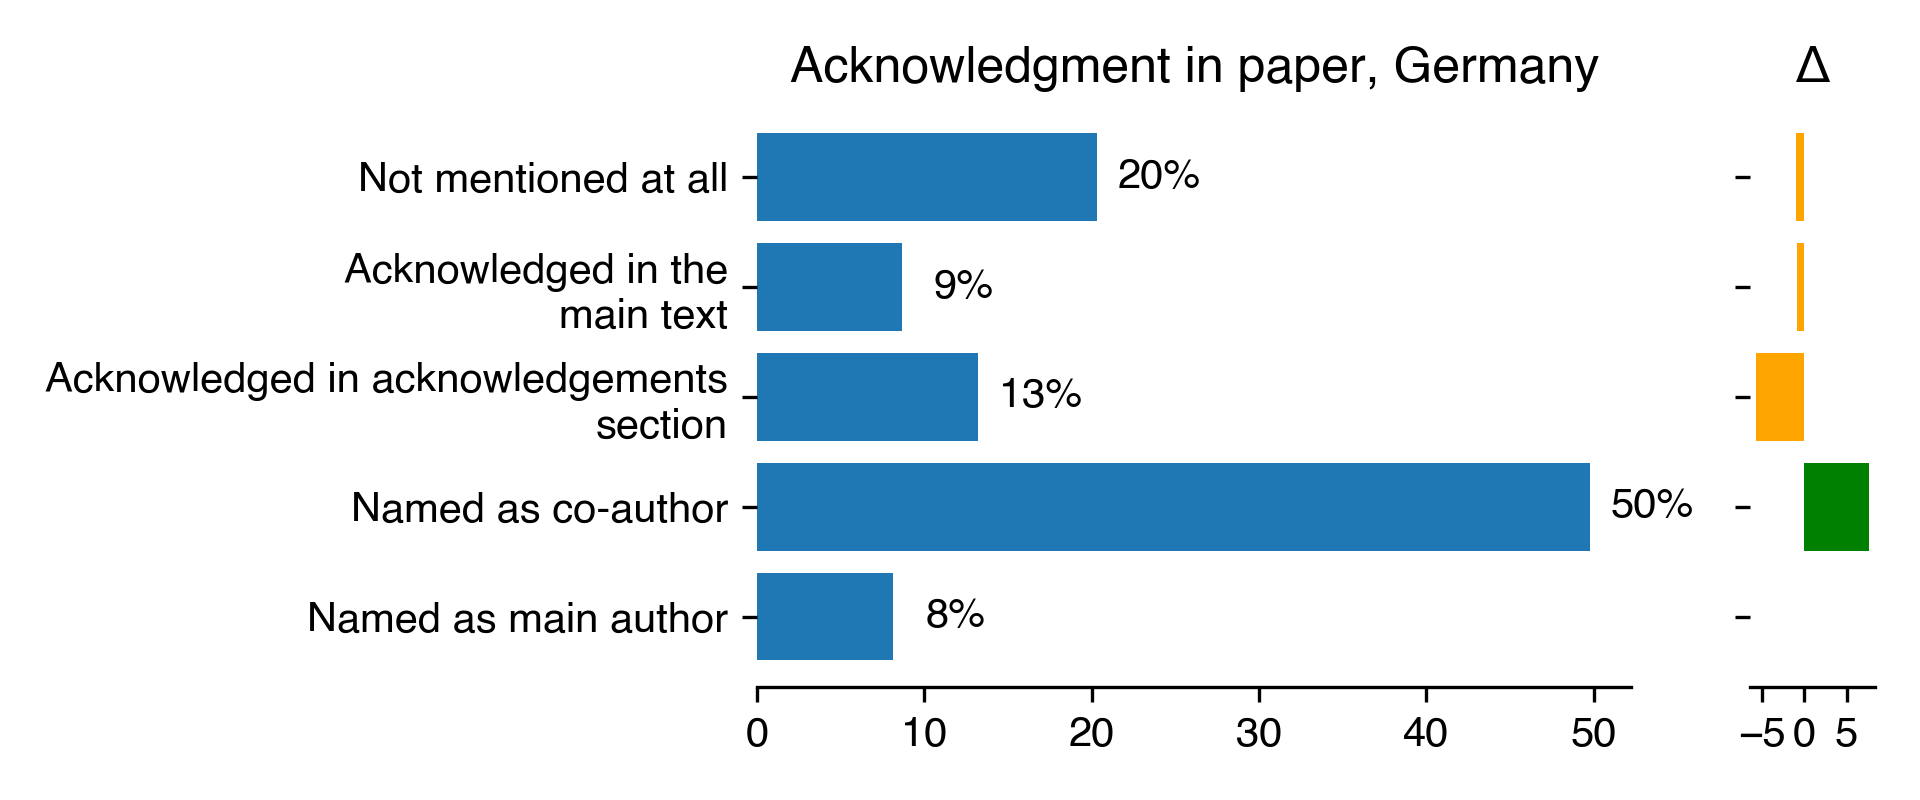 Acknowledgment in paper, Germany
Δ
Not mentioned at all
20%
Acknowledged in the
main text
9%
Acknowledged in acknowledgements
section
13%
Named as co-author
50%
Named as main author
8%
0 10 20 30 40 50
−5 0 5